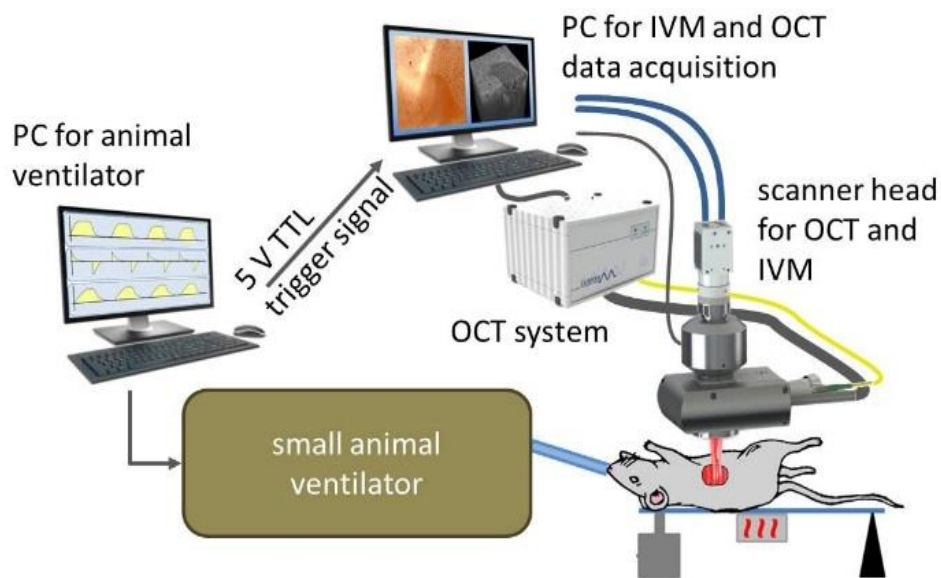 PC for IVM and OCT
data acquisition
PC for animal
ventilator
5 V TTL
trigger signal
scanner head
for OCT and
IVM
OCT system
small animal
ventilator